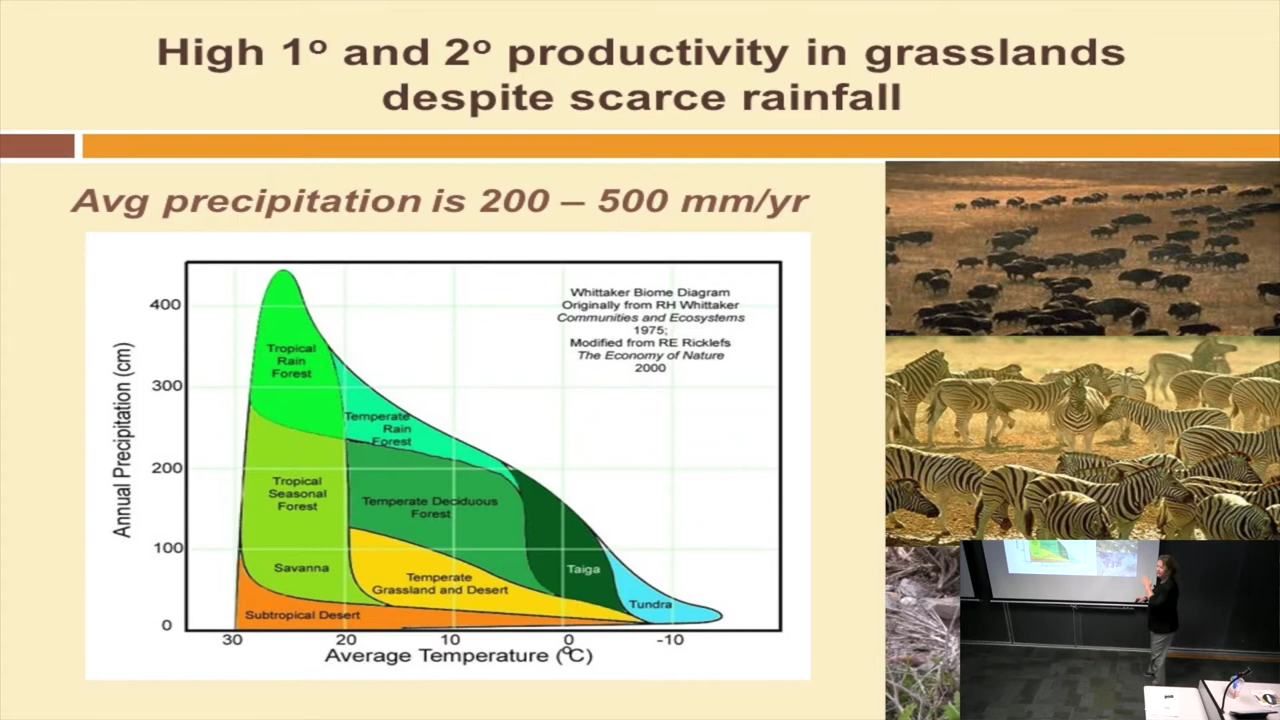 High 1º and 2º productivity in grasslands
despite scarce rainfall
Avg precipitation is 200 – 500 mm/yr
Whittaker Biome Diagram
Originally from RH Whittaker
Communities and Ecosystems
1975;
Modified from RE Ricklefs
The Economy of Nature
2000
Annual Precipitation (cm)
400
300
200
100
0
Tropical
Rain
Forest
Temperate
Rain
Forest
Tropical
Seasonal
Forest
Temperate Deciduous
Forest
Savanna
Temperate
Grassland and Desert
Taiga
Tundra
Subtropical Desert
30 20 10 0 -10
Average Temperature (ºC)